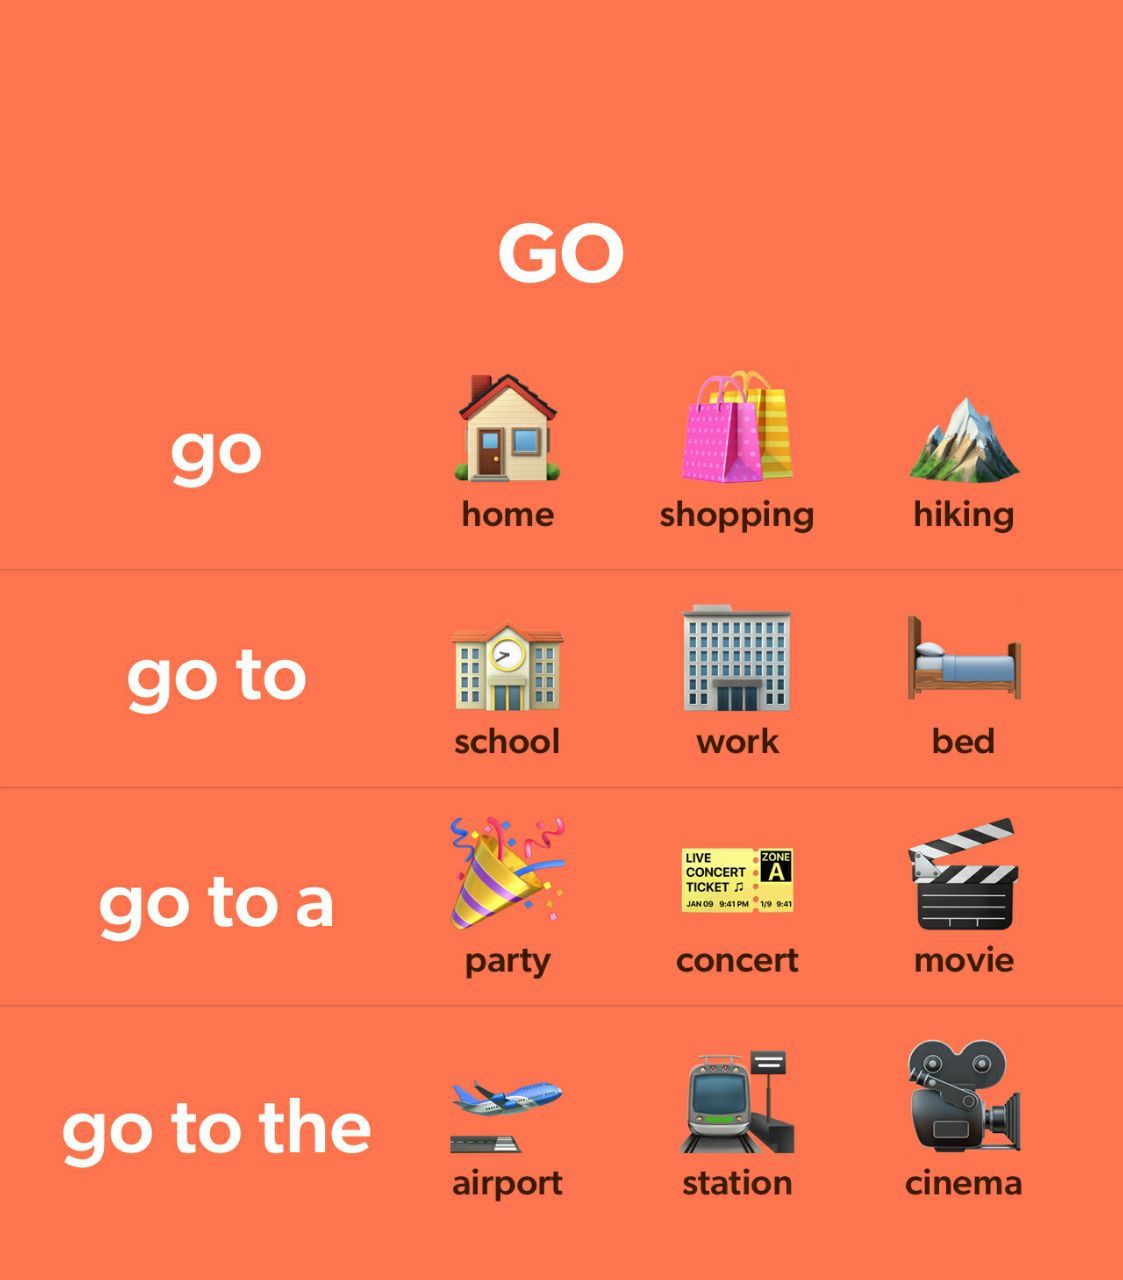 GO
go
home
shopping
hiking
go to
school
work
bed
go to a
LIVE
CONCERT
TICKET ♫
JAN 09 9:41 PM
ZONE
A
1/9 9:41
party
concert
movie
go to the
airport
station
cinema